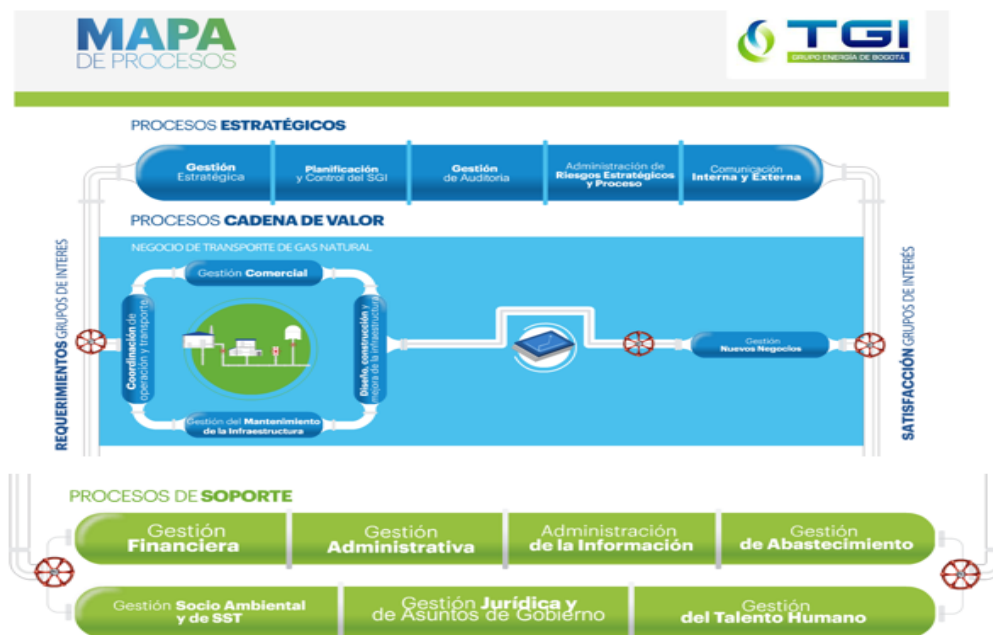 MAPA
DE PROCESOS
TGI
GRUPO ENERGÍA DE BOGOTÁ
PROCESOS ESTRATÉGICOS
Gestión
Estratégica
Planificación
y Control del SGI
Gestión
de Auditoria
Administración de
Riesgos Estratégicos
y Proceso
Comunicación
Interna y Externa
PROCESOS CADENA DE VALOR
NEGOCIO DE TRANSPORTE DE GAS NATURAL
REQUERIMIENTOS GRUPOS DE INTERES
Gestión Comercial
Coordinación de
operación y transporte
Diseño, construcción y
mejora de la infraestructura
Gestión del Mantenimiento
de la Infraestructura
Gestión
Nuevos Negocios
SATISFACCIÓN GRUPOS DE INTERÉS
PROCESOS DE SOPORTE
Gestión
Financiera
Gestión
Administrativa
Administración
de la Información
Gestión
de Abastecimiento
Gestión Socio Ambiental
y de SST
Gestión Jurídica y
de Asuntos de Gobierno
Gestión
del Talento Humano